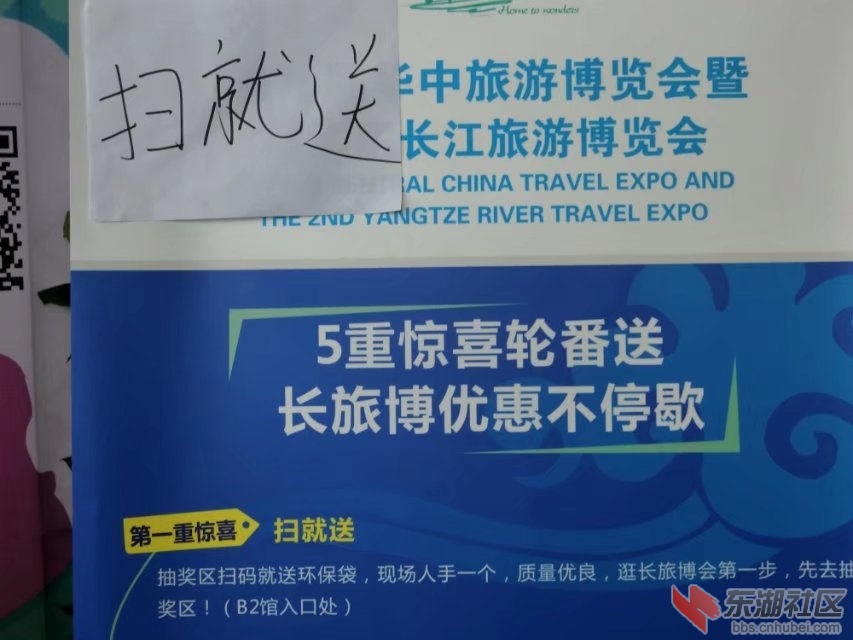 Home to wonders
扫就送
华中旅游博览会暨
长江旅游博览会
RAL CHINA TRAVEL EXPO AND
THE 2ND YANGTZE RIVER TRAVEL EXPO
5重惊喜轮番送
长旅博优惠不停歇
第一重惊喜 扫就送
抽奖区扫码就送环保袋，现场人手一个，质量优良，逛长旅博会第一步，先去抽
奖区！（B2馆入口处）
东湖社区
bbs.cnhubei.com